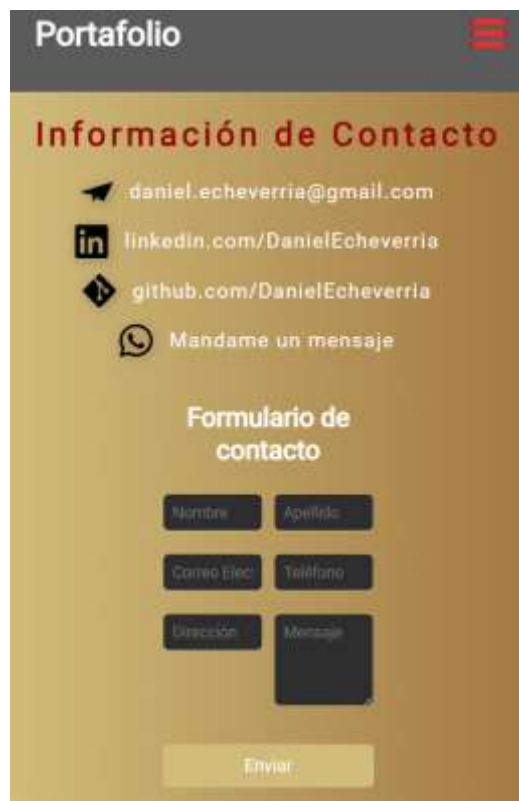 Portafolio
Información de Contacto
daniel.echeverria@gmail.com
in linkedin.com/DanielEcheverria
github.com/DanielEcheverria
Mandame un mensaje
Formulario de
contacto
Nombre Apellido
Correo Elec Teléfono
Dirección Mensaje
Enviar